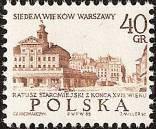 SIEDEM WIEKÓW WARSZAWY
40
GR
RATUSZ STAROMIEJSKI Z KOŃCA XVIII WIEKU
POLSKA